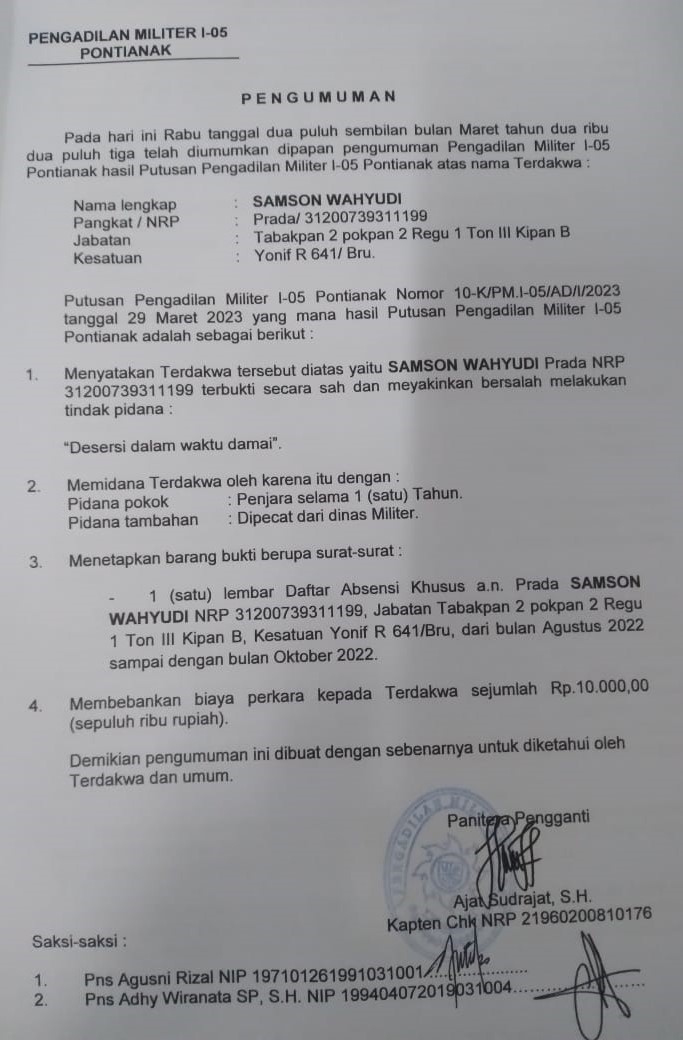 PENGADILAN MILITER I-05
PONTIANAK
PENGUMUMAN
Pada hari ini Rabu tanggal dua puluh sembilan bulan Maret tahun dua ribu
dua puluh tiga telah diumumkan dipapan pengumuman Pengadilan Militer I-05
Pontianak hasil Putusan Pengadilan Militer I-05 Pontianak atas nama Terdakwa :
Nama lengkap : SAMSON WAHYUDI
Pangkat / NRP : Prada/ 31200739311199
Jabatan : Tabakpan 2 pokpan 2 Regu 1 Ton III Kipan B
Kesatuan : Yonif R 641/ Bru.
Putusan Pengadilan Militer I-05 Pontianak Nomor 10-K/PM.I-05/AD/I/2023
tanggal 29 Maret 2023 yang mana hasil Putusan Pengadilan Militer I-05
Pontianak adalah sebagai berikut :
1. Menyatakan Terdakwa tersebut diatas yaitu SAMSON WAHYUDI Prada NRP
31200739311199 terbukti secara sah dan meyakinkan bersalah melakukan
tindak pidana :
“Desersi dalam waktu damai”.
2. Memidana Terdakwa oleh karena itu dengan :
Pidana pokok : Penjara selama 1 (satu) Tahun.
Pidana tambahan : Dipecat dari dinas Militer.
3. Menetapkan barang bukti berupa surat-surat :
- 1 (satu) lembar Daftar Absensi Khusus a.n. Prada SAMSON
WAHYUDI NRP 31200739311199, Jabatan Tabakpan 2 pokpan 2 Regu
1 Ton III Kipan B, Kesatuan Yonif R 641/Bru, dari bulan Agustus 2022
sampai dengan bulan Oktober 2022.
4. Membebankan biaya perkara kepada Terdakwa sejumlah Rp.10.000,00
(sepuluh ribu rupiah).
Demikian pengumuman ini dibuat dengan sebenarnya untuk diketahui oleh
Terdakwa dan umum.
PENGADILAN MIL
Panitera Pengganti
Ajat Sudrajat, S.H.
Kapten Chk NRP 21960200810176
Saksi-saksi :
1. Pns Agusni Rizal NIP 197101261991031001
2. Pns Adhy Wiranata SP, S.H. NIP 199404072019031004